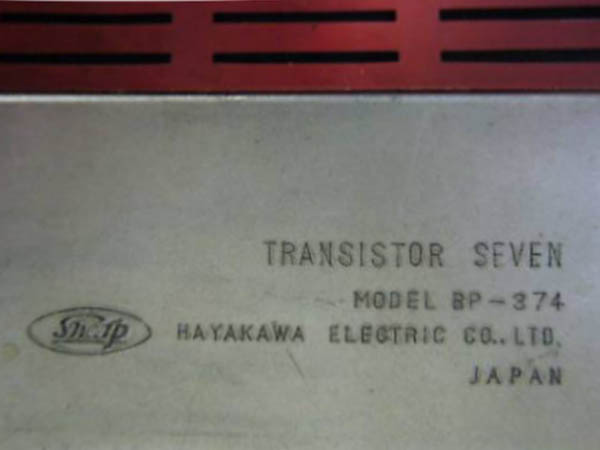 TRANSISTOR SEVEN
MODEL BP-374
Sharp HAYAKAWA ELECTRIC CO., LTD.
JAPAN